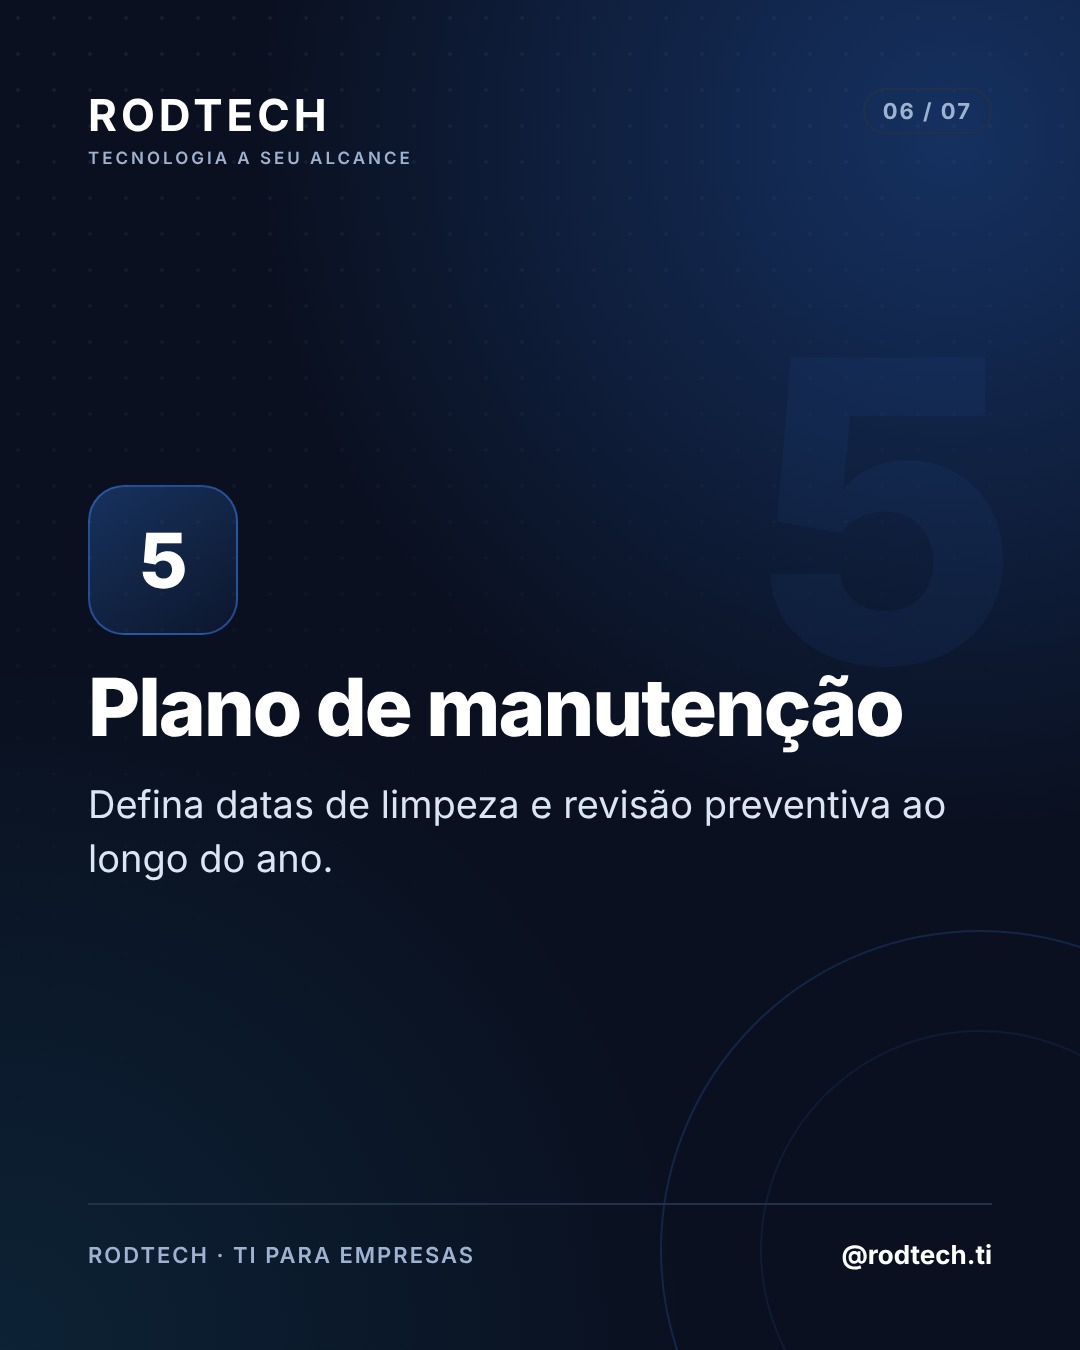 RODTECH
TECNOLOGIA A SEU ALCANCE
06 / 07
5
5
Plano de manutenção
Defina datas de limpeza e revisão preventiva ao
longo do ano.
RODTECH · TI PARA EMPRESAS
@rodtech.ti